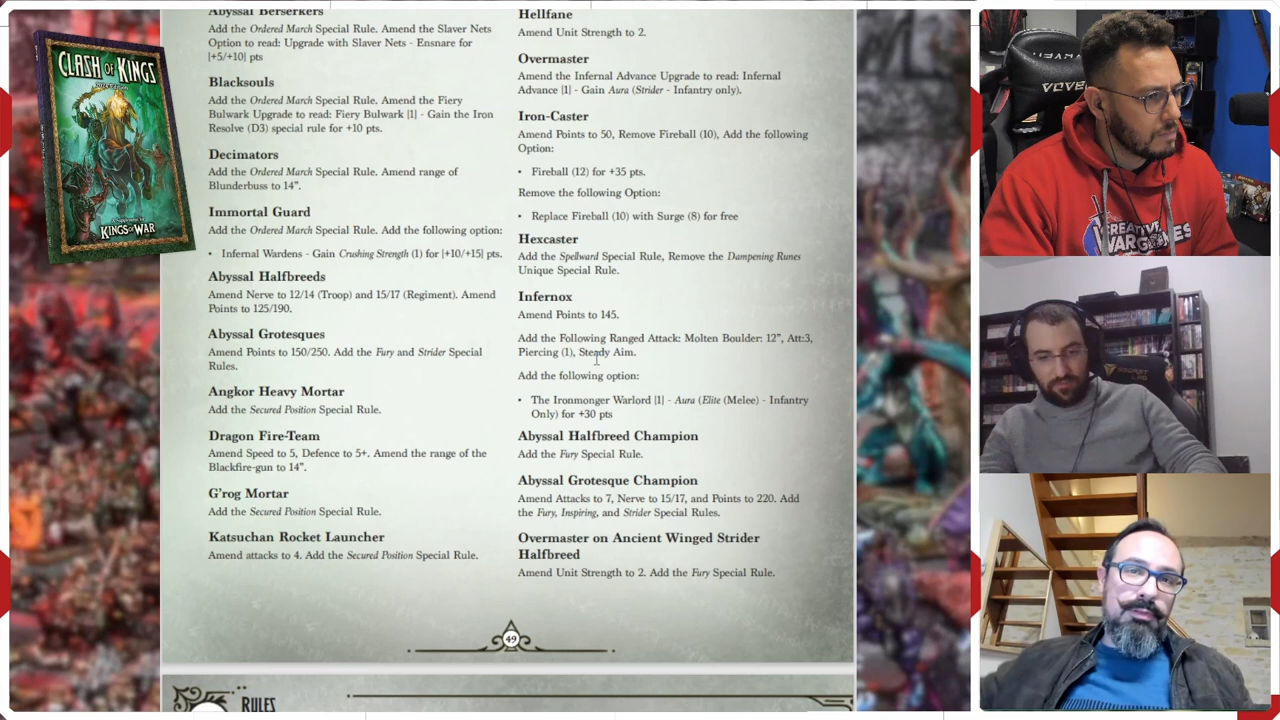 CLASH OF KINGS
KINGS OF WAR
Abyssal Berserkers
Add the Ordered March Special Rule. Amend the Slaver Nets
Option to read: Upgrade with Slaver Nets - Ensnare for
[+5/+10] pts
Blacksouls
Add the Ordered March Special Rule. Amend the Fiery
Bulwark Upgrade to read: Fiery Bulwark [1] - Gain the Iron
Resolve (D3) special rule for +10 pts.
Decimators
Add the Ordered March Special Rule. Amend range of
Blunderbuss to 14".
Immortal Guard
Add the Ordered March Special Rule. Add the following option:
• Infernal Wardens - Gain Crushing Strength (1) for [+10/+15] pts.
Abyssal Halfbreeds
Amend Nerve to 12/14 (Troop) and 15/17 (Regiment). Amend
Points to 125/190.
Abyssal Grotesques
Amend Points to 150/250. Add the Fury and Strider Special
Rules.
Angkor Heavy Mortar
Add the Secured Position Special Rule.
Dragon Fire-Team
Amend Speed to 5, Defence to 5+. Amend the range of the
Blackfire-gun to 14".
G'rog Mortar
Add the Secured Position Special Rule.
Katsuchan Rocket Launcher
Amend attacks to 4. Add the Secured Position Special Rule.
Hellfane
Amend Unit Strength to 2.
Overmaster
Amend the Infernal Advance Upgrade to read: Infernal
Advance [1] - Gain Aura (Strider - Infantry only).
Iron-Caster
Amend Points to 50, Remove Fireball (10), Add the following
Option:
• Fireball (12) for +35 pts.
Remove the following Option:
• Replace Fireball (10) with Surge (8) for free
Hexcaster
Add the Spellward Special Rule, Remove the Dampening Runes
Unique Special Rule.
Infernox
Amend Points to 145.
Add the Following Ranged Attack: Molten Boulder: 12", Att:3,
Piercing (1), Steady Aim.
Add the following option:
• The Ironmonger Warlord [1] - Aura (Elite (Melee) - Infantry
Only) for +30 pts
Abyssal Halfbreed Champion
Add the Fury Special Rule.
Abyssal Grotesque Champion
Amend Attacks to 7, Nerve to 15/17, and Points to 220. Add
the Fury, Inspiring, and Strider Special Rules.
Overmaster on Ancient Winged Strider
Halfbreed
Amend Unit Strength to 2. Add the Fury Special Rule.
49
RULES
CREATIVE
WARGAMES
SECRET
LAB